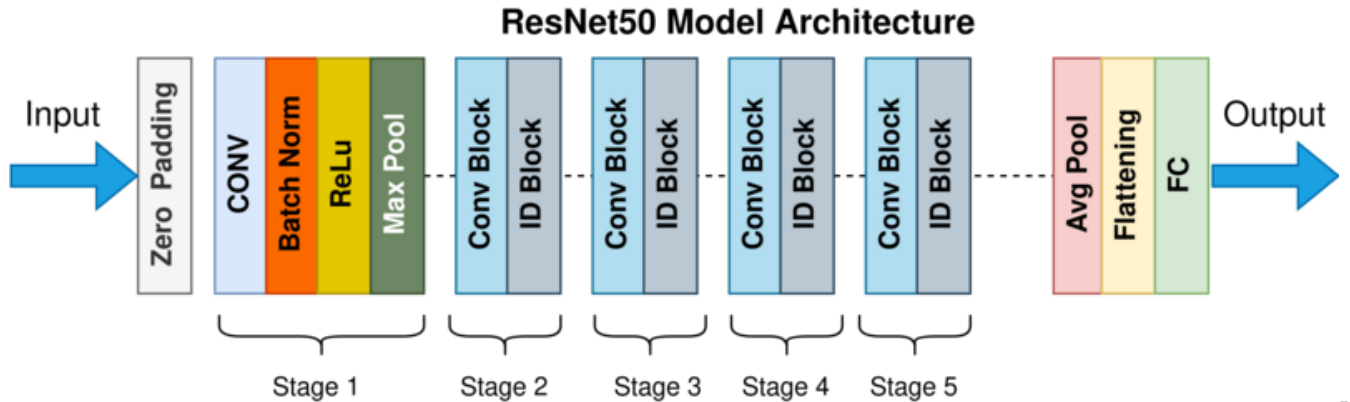 ResNet50 Model Architecture
Input
Zero Padding
CONV
Batch Norm
ReLu
Max Pool
Conv Block
ID Block
Conv Block
ID Block
Conv Block
ID Block
Conv Block
ID Block
Avg Pool
Flattening
FC
Output
Stage 1
Stage 2
Stage 3
Stage 4
Stage 5